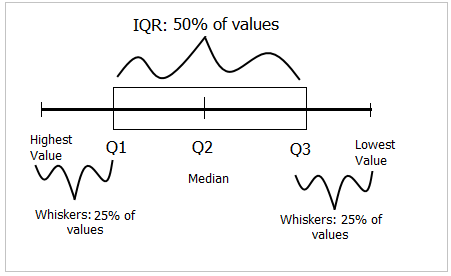 IQR: 50% of values
Highest
Value
Q1
Q2
Q3
Lowest
Value
Median
Whiskers: 25% of
values
Whiskers: 25% of
values